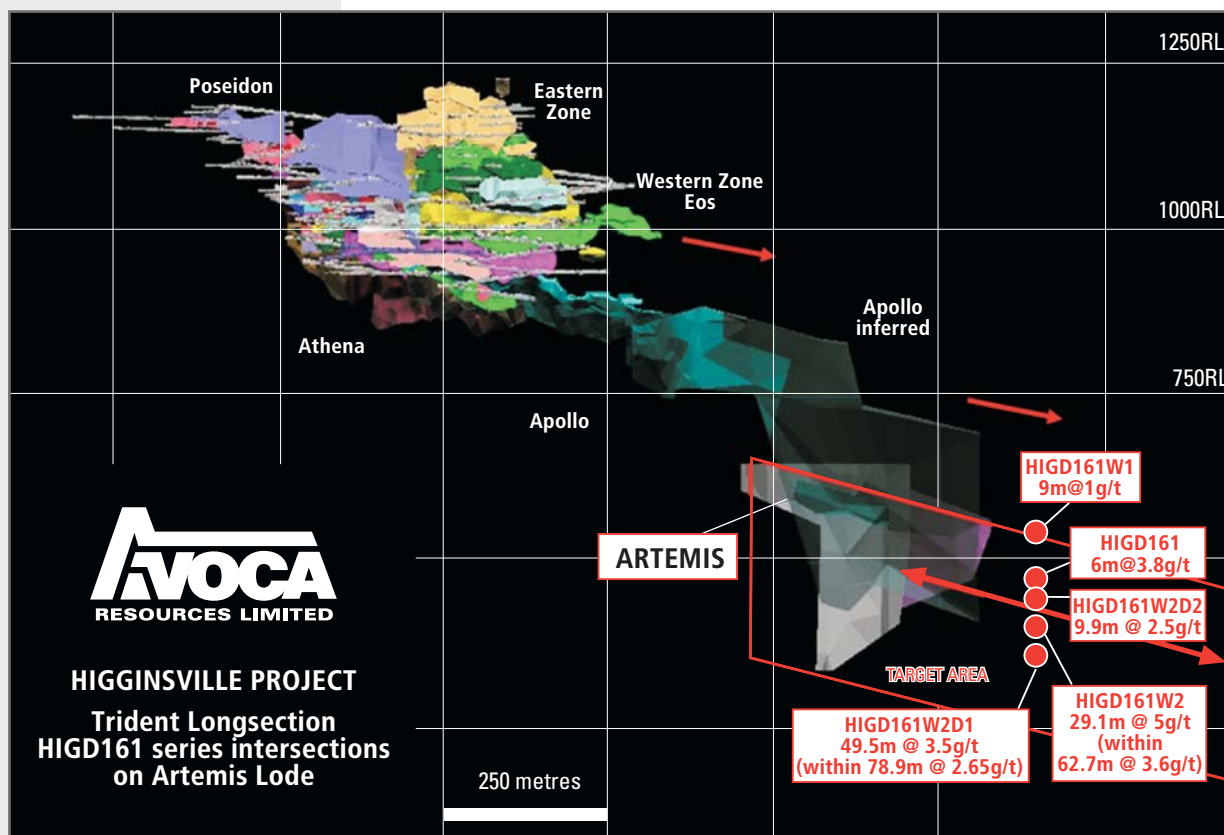 1250RL
Poseidon
Eastern
Zone
Western Zone
Eos
1000RL
Apollo
inferred
Athena
750RL
Apollo
HIGD161W1
9m@1g/t
ARTEMIS
HIGD161
6m@3.8g/t
HIGD161W2D2
9.9m @ 2.5g/t
AVOCA
RESOURCES LIMITED
TARGET AREA
HIGGINSVILLE PROJECT
Trident Longsection
HIGD161 series intersections
on Artemis Lode
250 metres
HIGD161W2D1
49.5m @ 3.5g/t
(within 78.9m @ 2.65g/t)
HIGD161W2
29.1m @ 5g/t
(within
62.7m @ 3.6g/t)